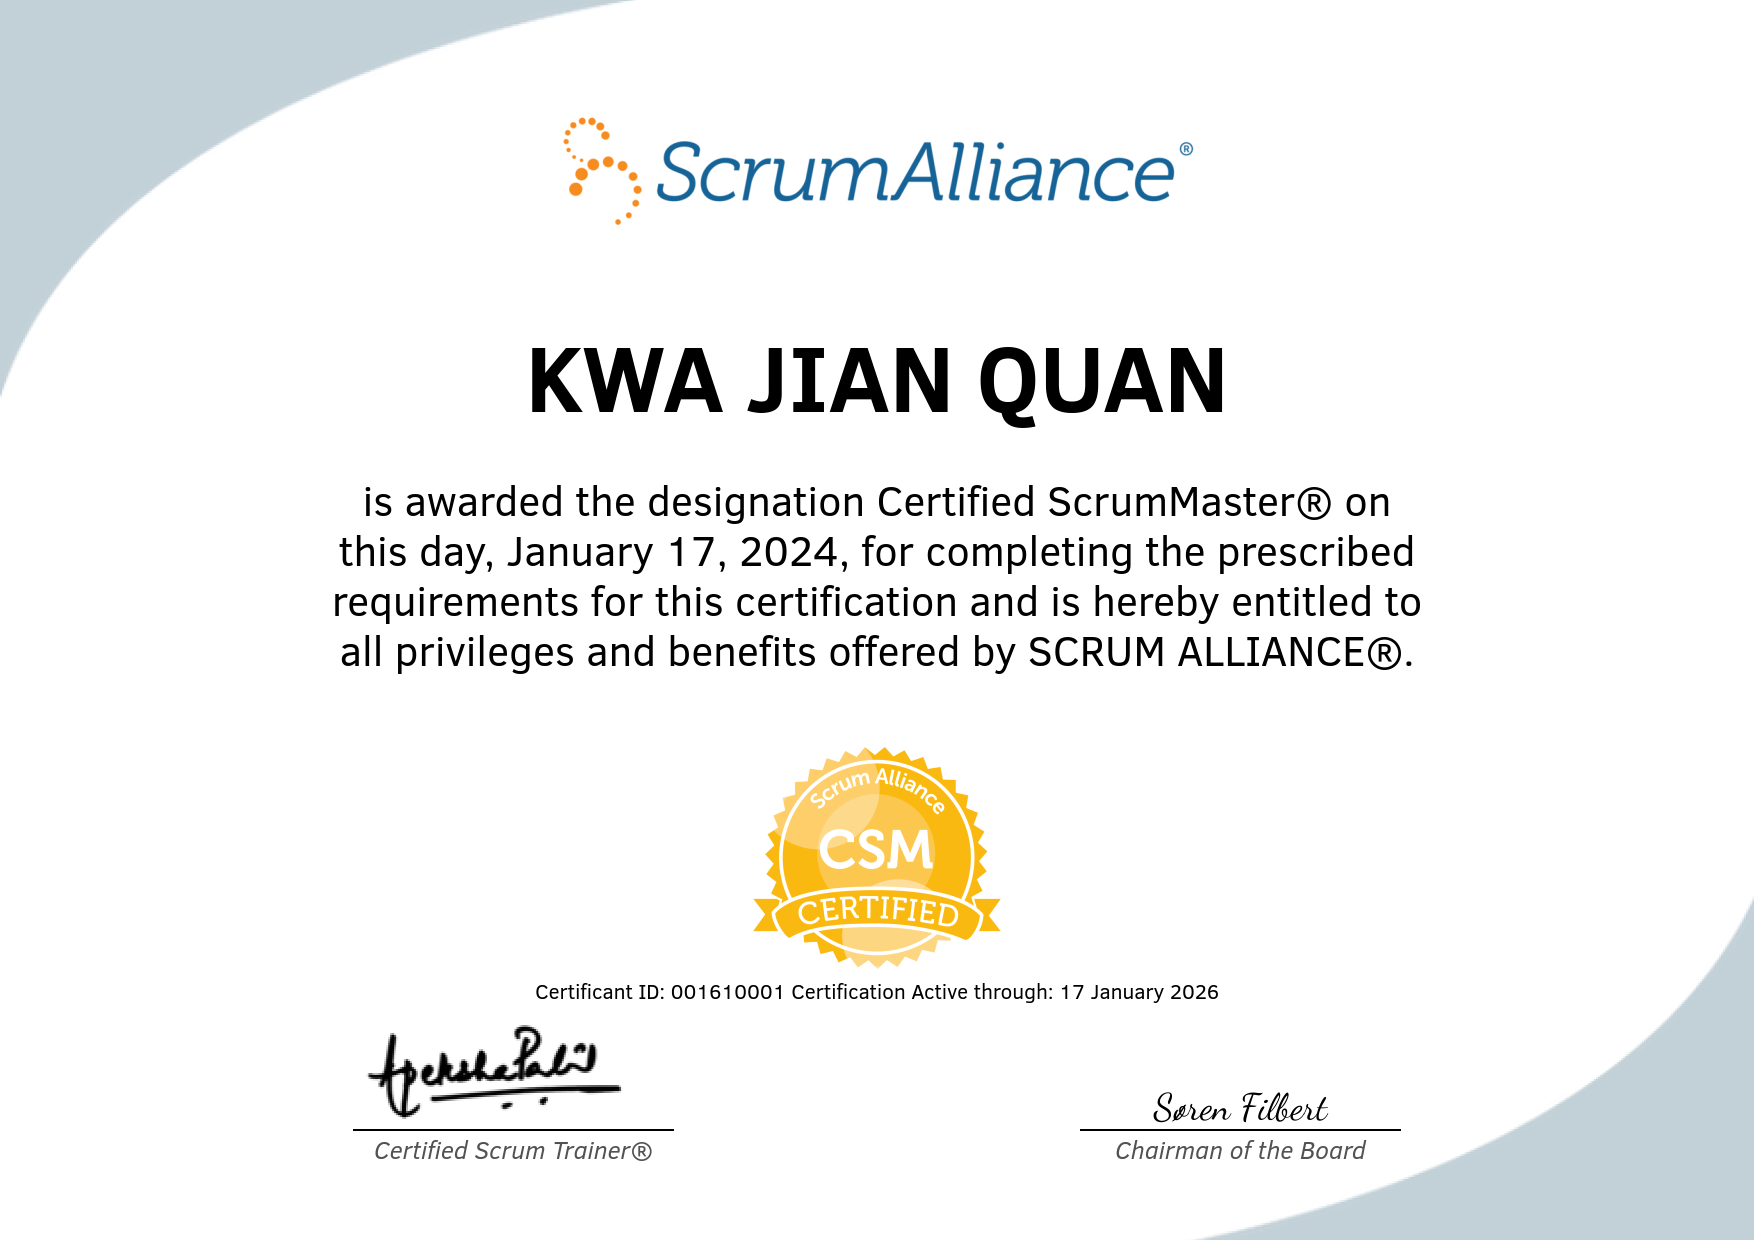 ScrumAlliance®
KWA JIAN QUAN
is awarded the designation Certified ScrumMaster® on
this day, January 17, 2024, for completing the prescribed
requirements for this certification and is hereby entitled to
all privileges and benefits offered by SCRUM ALLIANCE®.
Scrum Alliance
CSM
CERTIFIED
Certificant ID: 001610001 Certification Active through: 17 January 2026
Søren Filbert
Certified Scrum Trainer®
Chairman of the Board